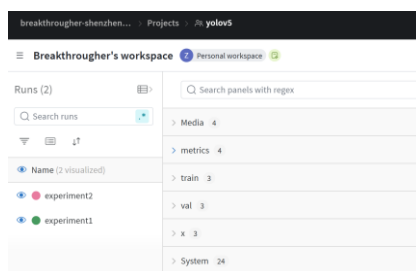 breakthrougher-shenzhen... > Projects > yolov5
Breakthrougher's workspace Z Personal workspace
Runs (2)
Search panels with regex
Search runs .*
Media 4
metrics 4
Name (2 visualized)
train 3
experiment2
val 3
experiment1
x 3
System 24